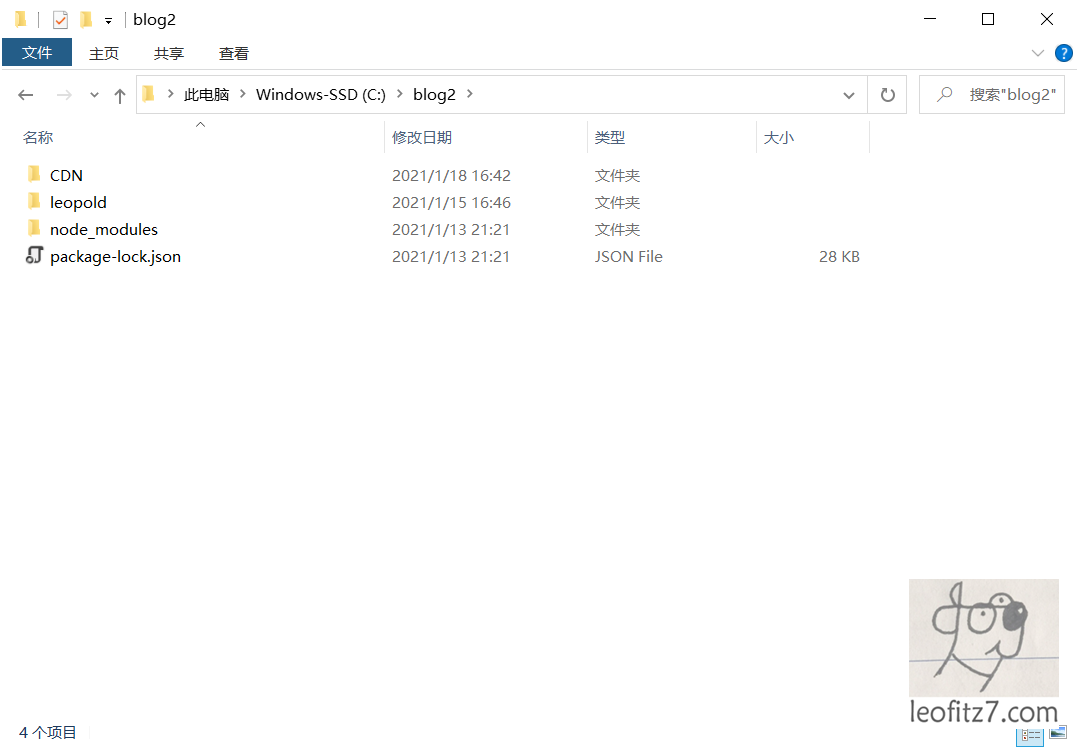 blog2
文件 主页 共享 查看
此电脑 Windows-SSD (C:) blog2 搜索"blog2"
名称 修改日期 类型 大小
CDN 2021/1/18 16:42 文件夹
leopold 2021/1/15 16:46 文件夹
node_modules 2021/1/13 21:21 文件夹
package-lock.json 2021/1/13 21:21 JSON File 28 KB
dog
leofitz7.com
4 个项目